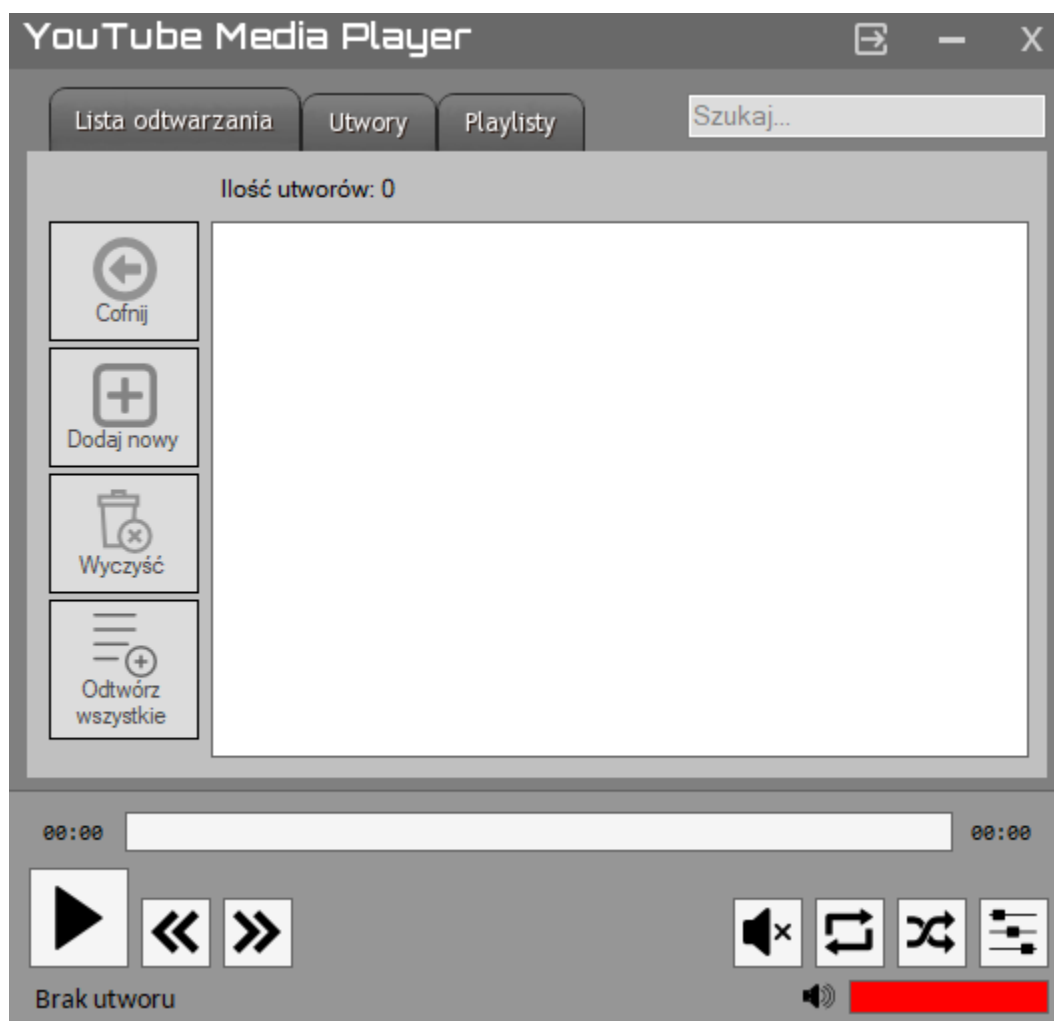 YouTube Media Player
X
Lista odtwarzania
Utwory
Playlisty
Szukaj...
Ilość utworów: 0
Cofnij
Dodaj nowy
Wyczyść
Odtwórz
wszystkie
00:00
00:00
Brak utworu